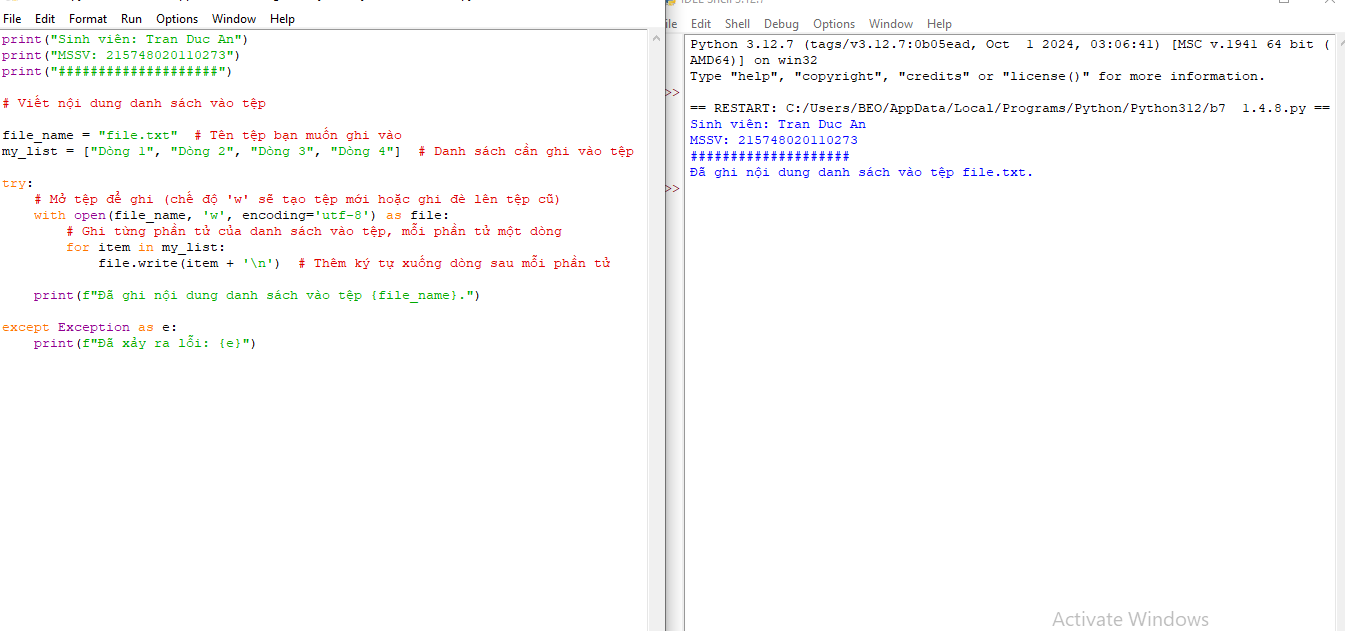 File Edit Format Run Options Window Help
print("Sinh viên: Tran Duc An")
print("MSSV: 215748020110273")
print("####################")
# Viết nội dung danh sách vào tệp
file_name = "file.txt"  # Tên tệp bạn muốn ghi vào
my_list = ["Dòng 1", "Dòng 2", "Dòng 3", "Dòng 4"]  # Danh sách cần ghi vào tệp
try:
    # Mở tệp để ghi (chế độ 'w' sẽ tạo tệp mới hoặc ghi đè lên tệp cũ)
    with open(file_name, 'w', encoding='utf-8') as file:
        # Ghi từng phần tử của danh sách vào tệp, mỗi phần tử một dòng
        for item in my_list:
            file.write(item + '\n')  # Thêm ký tự xuống dòng sau mỗi phần tử
    print(f"Đã ghi nội dung danh sách vào tệp {file_name}.")
except Exception as e:
    print(f"Đã xảy ra lỗi: {e}")
Edit Shell Debug Options Window Help
Python 3.12.7 (tags/v3.12.7:0b05ead, Oct  1 2024, 03:06:41) [MSC v.1941 64 bit (
AMD64)] on win32
Type "help", "copyright", "credits" or "license()" for more information.
>>
== RESTART: C:/Users/BEO/AppData/Local/Programs/Python/Python312/b7  1.4.8.py ==
Sinh viên: Tran Duc An
MSSV: 215748020110273
####################
Đã ghi nội dung danh sách vào tệp file.txt.
>>
Activate Windows